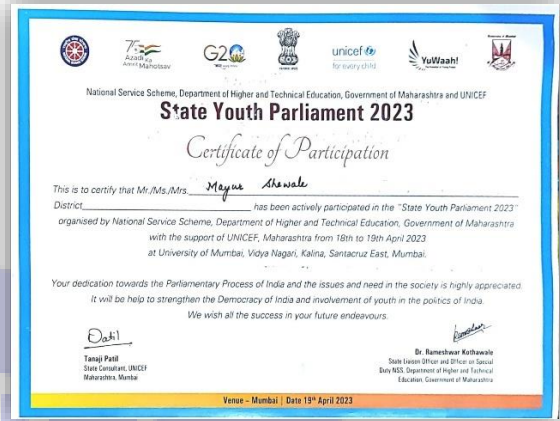 75
Azadi Ka
Amrit Mahotsav
G20
unicef
for every child
YuWaah!
National Service Scheme, Department of Higher and Technical Education, Government of Maharashtra and UNICEF
State Youth Parliament 2023
Certificate of Participation
This is to certify that Mr./Ms./Mrs. Mayur Shewale
District has been actively participated in the "State Youth Parliament 2023"
organised by National Service Scheme, Department of Higher and Technical Education, Government of Maharashtra
with the support of UNICEF, Maharashtra from 18th to 19th April 2023
at University of Mumbai, Vidya Nagari, Kalina, Santacruz East, Mumbai.
Your dedication towards the Parliamentary Process of India and the issues and need in the society is highly appreciated.
It will be help to strengthen the Democracy of India and involvement of youth in the politics of India.
We wish all the success in your future endeavours.
Tanaji Patil
State Consultant, UNICEF
Maharashtra, Mumbai
Dr. Rameshwar Kothawale
State Liaison Officer and Officer on Special
Duty NSS, Department of Higher and Technical
Education, Government of Maharashtra
Venue – Mumbai | Date 19th April 2023